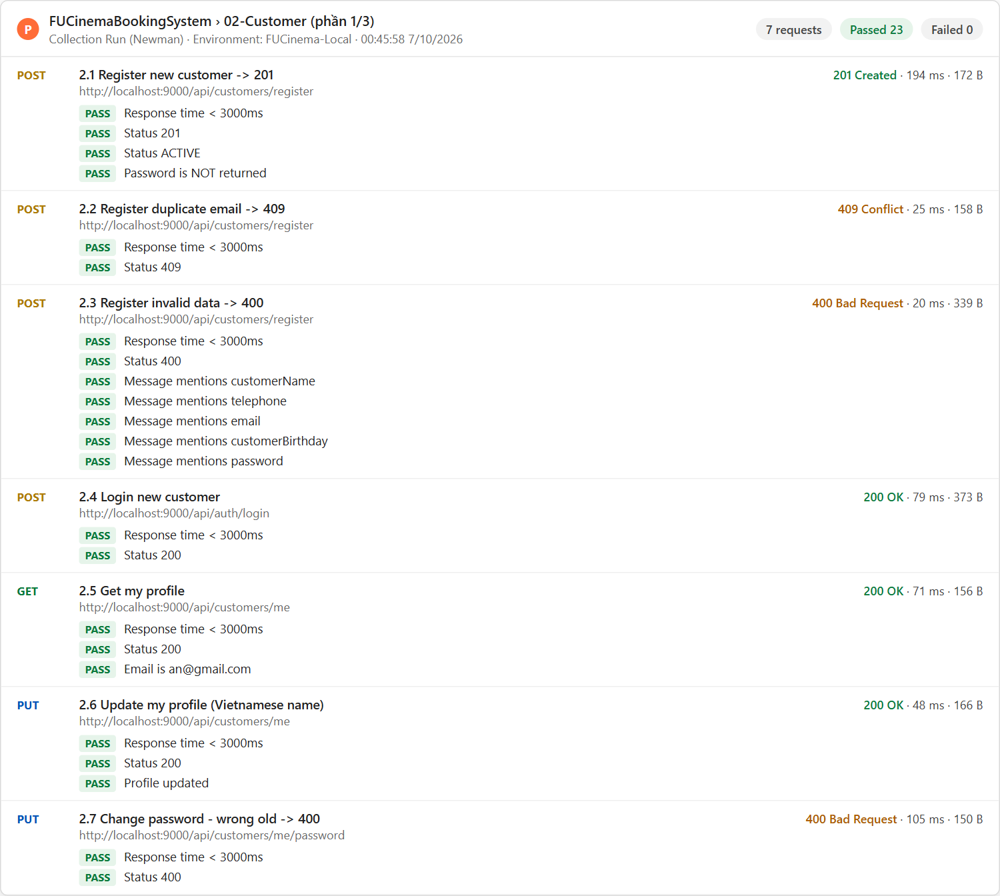 P
FUCinemaBookingSystem › 02-Customer (phần 1/3)
Collection Run (Newman) · Environment: FUCinema-Local · 00:45:58 7/10/2026
7 requests
Passed 23
Failed 0
POST
2.1 Register new customer -> 201
201 Created · 194 ms · 172 B
http://localhost:9000/api/customers/register
PASS Response time < 3000ms
PASS Status 201
PASS Status ACTIVE
PASS Password is NOT returned
POST
2.2 Register duplicate email -> 409
409 Conflict · 25 ms · 158 B
http://localhost:9000/api/customers/register
PASS Response time < 3000ms
PASS Status 409
POST
2.3 Register invalid data -> 400
400 Bad Request · 20 ms · 339 B
http://localhost:9000/api/customers/register
PASS Response time < 3000ms
PASS Status 400
PASS Message mentions customerName
PASS Message mentions telephone
PASS Message mentions email
PASS Message mentions customerBirthday
PASS Message mentions password
POST
2.4 Login new customer
200 OK · 79 ms · 373 B
http://localhost:9000/api/auth/login
PASS Response time < 3000ms
PASS Status 200
GET
2.5 Get my profile
200 OK · 71 ms · 156 B
http://localhost:9000/api/customers/me
PASS Response time < 3000ms
PASS Status 200
PASS Email is an@gmail.com
PUT
2.6 Update my profile (Vietnamese name)
200 OK · 48 ms · 166 B
http://localhost:9000/api/customers/me
PASS Response time < 3000ms
PASS Status 200
PASS Profile updated
PUT
2.7 Change password - wrong old -> 400
400 Bad Request · 105 ms · 150 B
http://localhost:9000/api/customers/me/password
PASS Response time < 3000ms
PASS Status 400